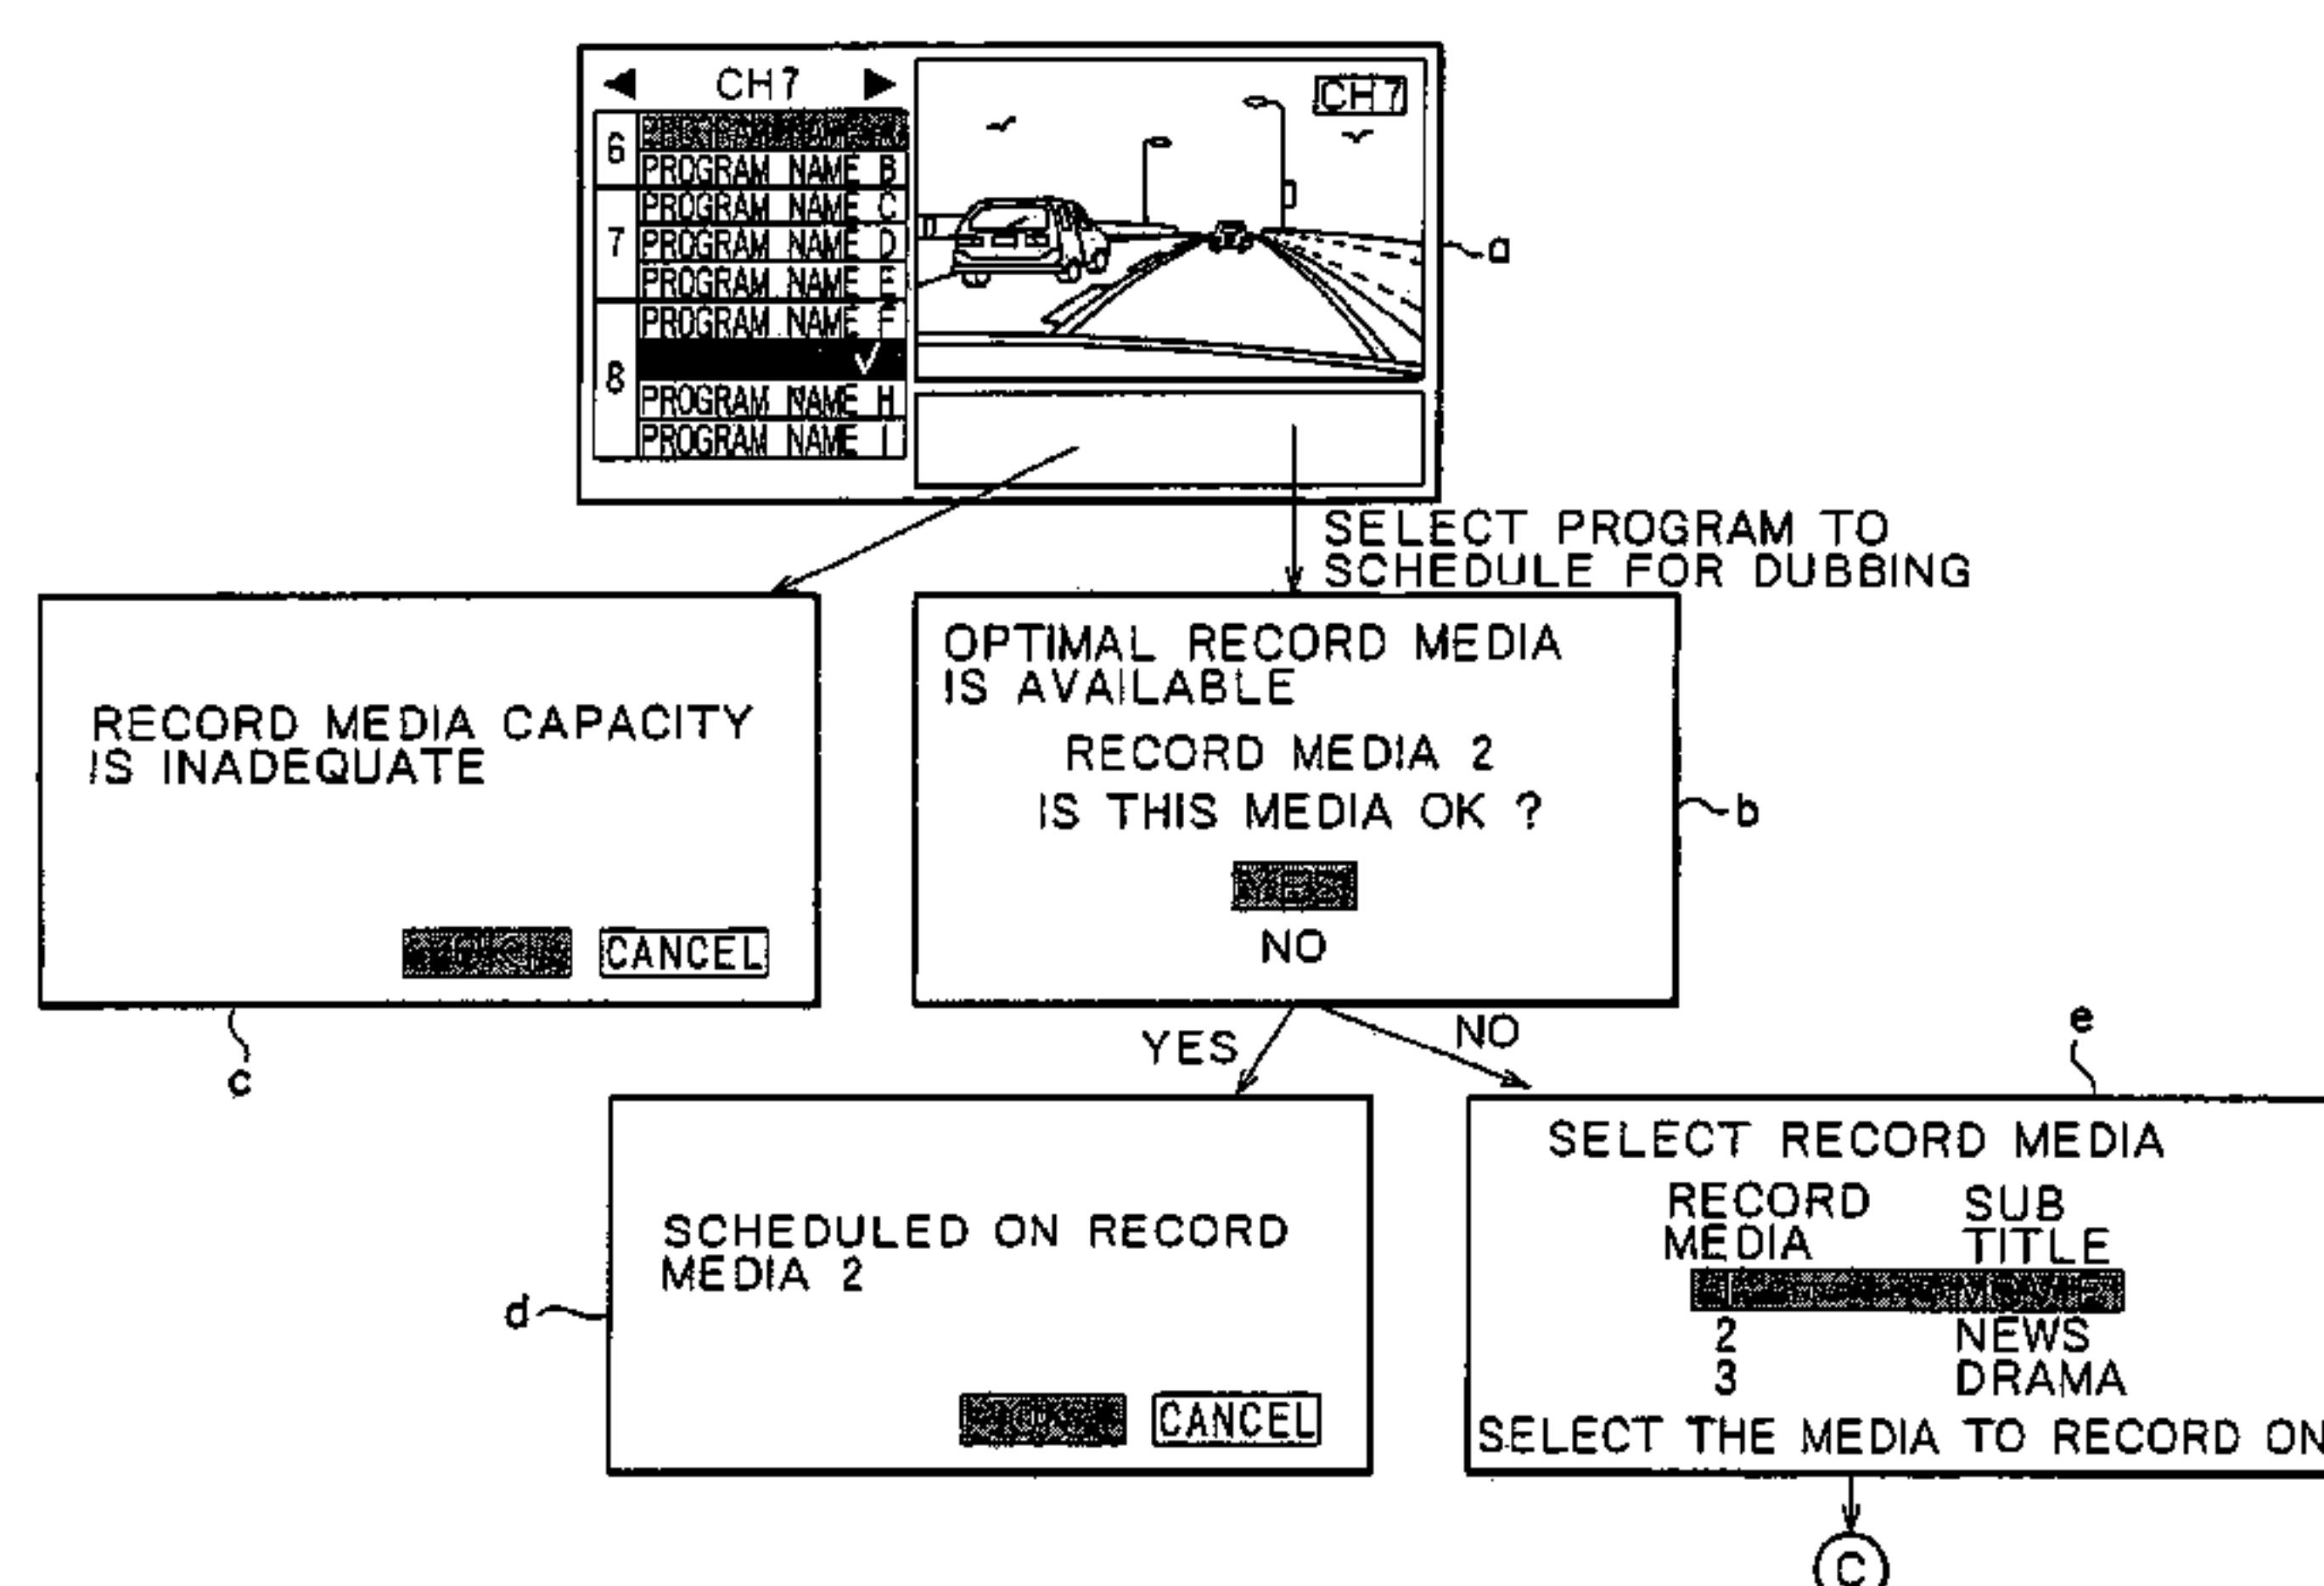 CH7
CH7
6
PROGRAM NAME B
PROGRAM NAME C
7
PROGRAM NAME D
PROGRAM NAME E
PROGRAM NAME F
8
PROGRAM NAME H
PROGRAM NAME I
a
SELECT PROGRAM TO
SCHEDULE FOR DUBBING
RECORD MEDIA CAPACITY
IS INADEQUATE
CANCEL
c
OPTIMAL RECORD MEDIA
IS AVAILABLE
RECORD MEDIA 2
IS THIS MEDIA OK ?
YES
NO
b
YES
NO
SCHEDULED ON RECORD
MEDIA 2
CANCEL
d
e
SELECT RECORD MEDIA
RECORD SUB
MEDIA TITLE
1 MOVIE
2 NEWS
3 DRAMA
SELECT THE MEDIA TO RECORD ON
C